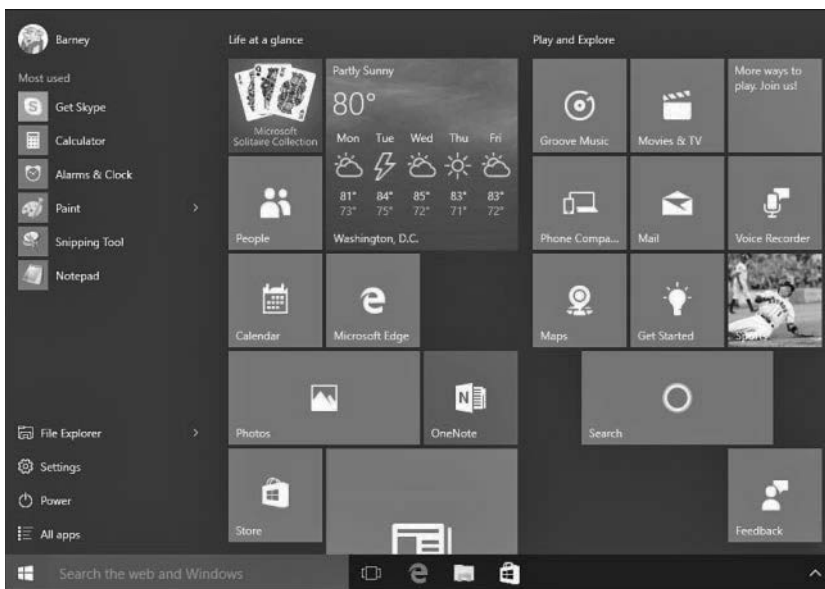 Barney
Most used
Get Skype
Calculator
Alarms & Clock
Paint
Snipping Tool
Notepad
File Explorer
Settings
Power
All apps
Life at a glance
Microsoft
Solitaire Collection
Partly Sunny
80°
Mon Tue Wed Thu Fri
81° 84° 85° 83° 83°
73° 75° 72° 71° 72°
Washington, D.C.
People
Calendar
Microsoft Edge
Photos
OneNote
Store
Play and Explore
Groove Music
Movies & TV
More ways to
play. Join us!
Phone Compa...
Mail
Voice Recorder
Maps
Get Started
Sports
Search
Feedback
Search the web and Windows